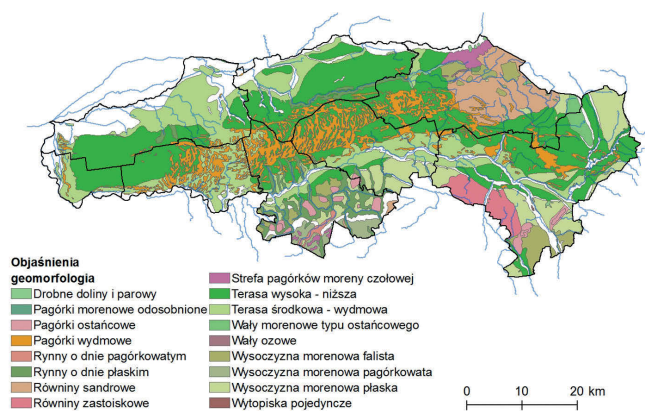 Objaśnienia
geomorfologia
Drobne doliny i parowy
Pagórki morenowe odosobnione
Pagórki ostańcowe
Pagórki wydmowe
Rynny o dnie pagórkowatym
Rynny o dnie płaskim
Równiny sandrowe
Równiny zastoiskowe
Strefa pagórków moreny czołowej
Terasa wysoka - niższa
Terasa środkowa - wydmowa
Wały morenowe typu ostańcowego
Wały ozowe
Wysoczyzna morenowa falista
Wysoczyzna morenowa pagórkowata
Wysoczyzna morenowa płaska
Wytopiska pojedyncze
0 10 20 km